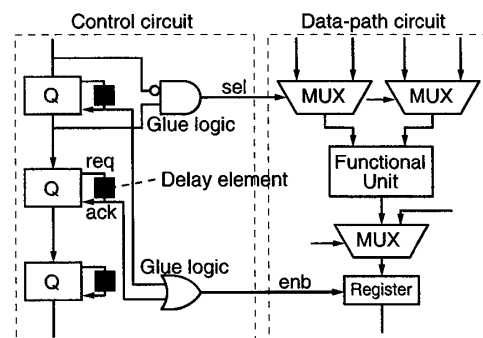 Control circuit
Data-path circuit
Q
sel
MUX
MUX
Glue logic
req
Q
Delay element
ack
Functional
Unit
MUX
Q
Glue logic
enb
Register